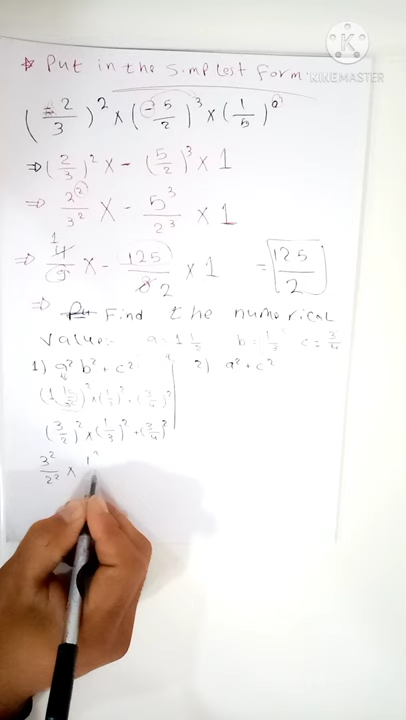 * Put in the simplest form
KINEMASTER
(-2/3)² × (-5/2)³ × (1/5)⁰
⇒ (2/3)² × - (5/2)³ × 1
⇒ 2²/3² × - 5³/2³ × 1
⇒ 4/9 × - 125/8 2 × 1 = 125/2
⇒ Find the numerical
value: a = 1 1/2 b = 1/3 c = 3/4
1) a² b² + c² 2) a² + c²
(1 1/2)² × (1/3)² + (3/4)²
(3/2)² × (1/3)² + (3/4)²
3²/2² × 1²